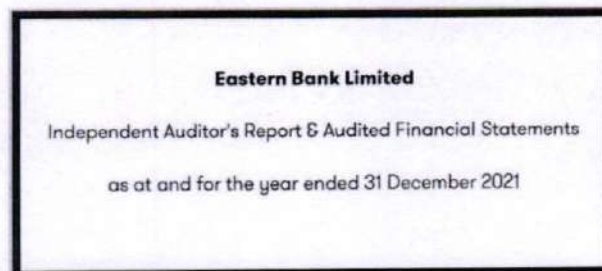 Eastern Bank Limited
Independent Auditor's Report & Audited Financial Statements
as at and for the year ended 31 December 2021